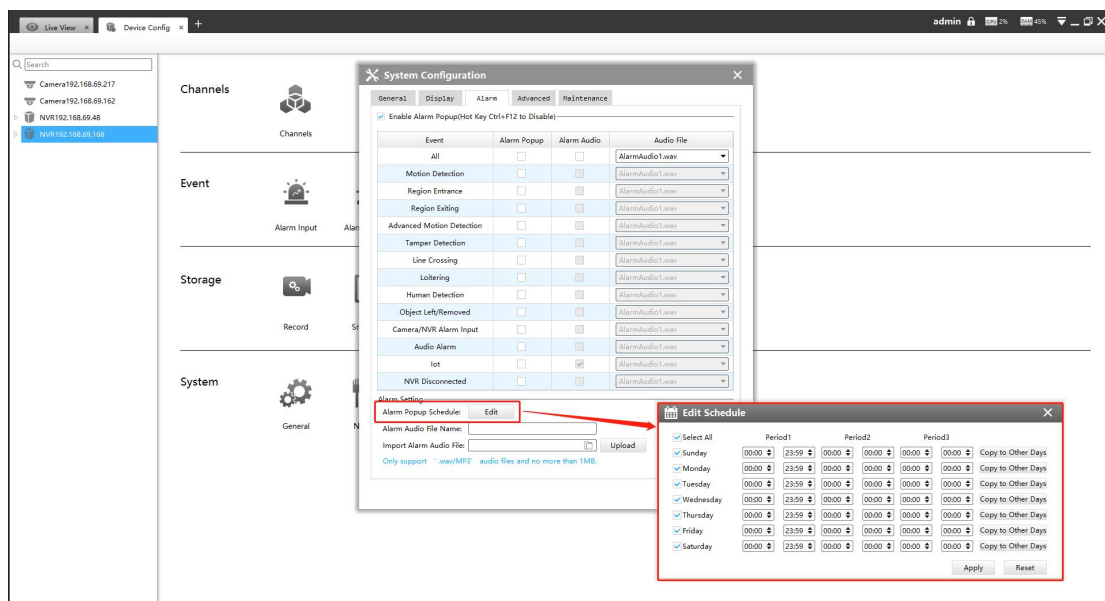 Live View × Device Config × + admin CPU 2% RAM 45%
Search
Camera192.168.69.217
Camera192.168.69.162
NVR192.168.69.48
NVR192.168.69.168
Channels
Channels
Event
Alarm Input
Storage
Record
System
General
System Configuration
General Display Alarm Advanced Maintenance
Enable Alarm Popup(Hot Key Ctrl+F12 to Disable)
Event Alarm Popup Alarm Audio Audio File
All AlarmAudio1.wav
Motion Detection AlarmAudio1.wav
Region Entrance AlarmAudio1.wav
Region Exiting AlarmAudio1.wav
Advanced Motion Detection AlarmAudio1.wav
Tamper Detection AlarmAudio1.wav
Line Crossing AlarmAudio1.wav
Loitering AlarmAudio1.wav
Human Detection AlarmAudio1.wav
Object Left/Removed AlarmAudio1.wav
Camera/NVR Alarm Input AlarmAudio1.wav
Audio Alarm AlarmAudio1.wav
Iot AlarmAudio1.wav
NVR Disconnected AlarmAudio1.wav
Alarm Setting
Alarm Popup Schedule: Edit
Alarm Audio File Name:
Import Alarm Audio File: Upload
Only support '.wav/MP3' audio files and no more than 1MB.
Edit Schedule
Select All Period1 Period2 Period3
Sunday 00:00 23:59 00:00 00:00 00:00 00:00 Copy to Other Days
Monday 00:00 23:59 00:00 00:00 00:00 00:00 Copy to Other Days
Tuesday 00:00 23:59 00:00 00:00 00:00 00:00 Copy to Other Days
Wednesday 00:00 23:59 00:00 00:00 00:00 00:00 Copy to Other Days
Thursday 00:00 23:59 00:00 00:00 00:00 00:00 Copy to Other Days
Friday 00:00 23:59 00:00 00:00 00:00 00:00 Copy to Other Days
Saturday 00:00 23:59 00:00 00:00 00:00 00:00 Copy to Other Days
Apply Reset